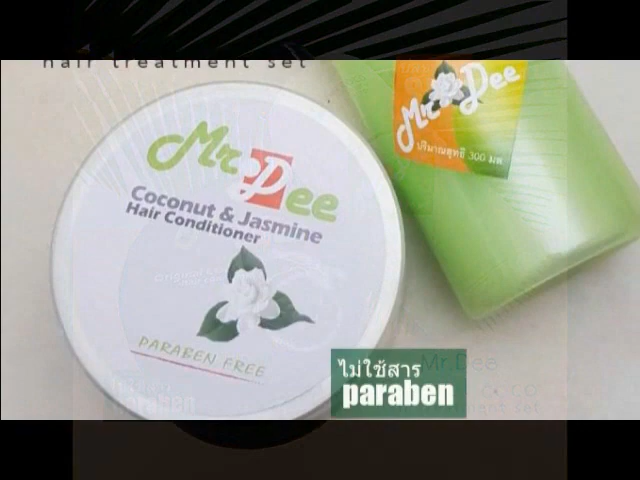 hair treatment set
Mr. Dee
Coconut & Jasmine
Hair Conditioner
PARABEN FREE
Mr. Dee
ปริมาณสุทธิ 300 มล.
ไม่ใช้สาร
paraben
Mr.Dee